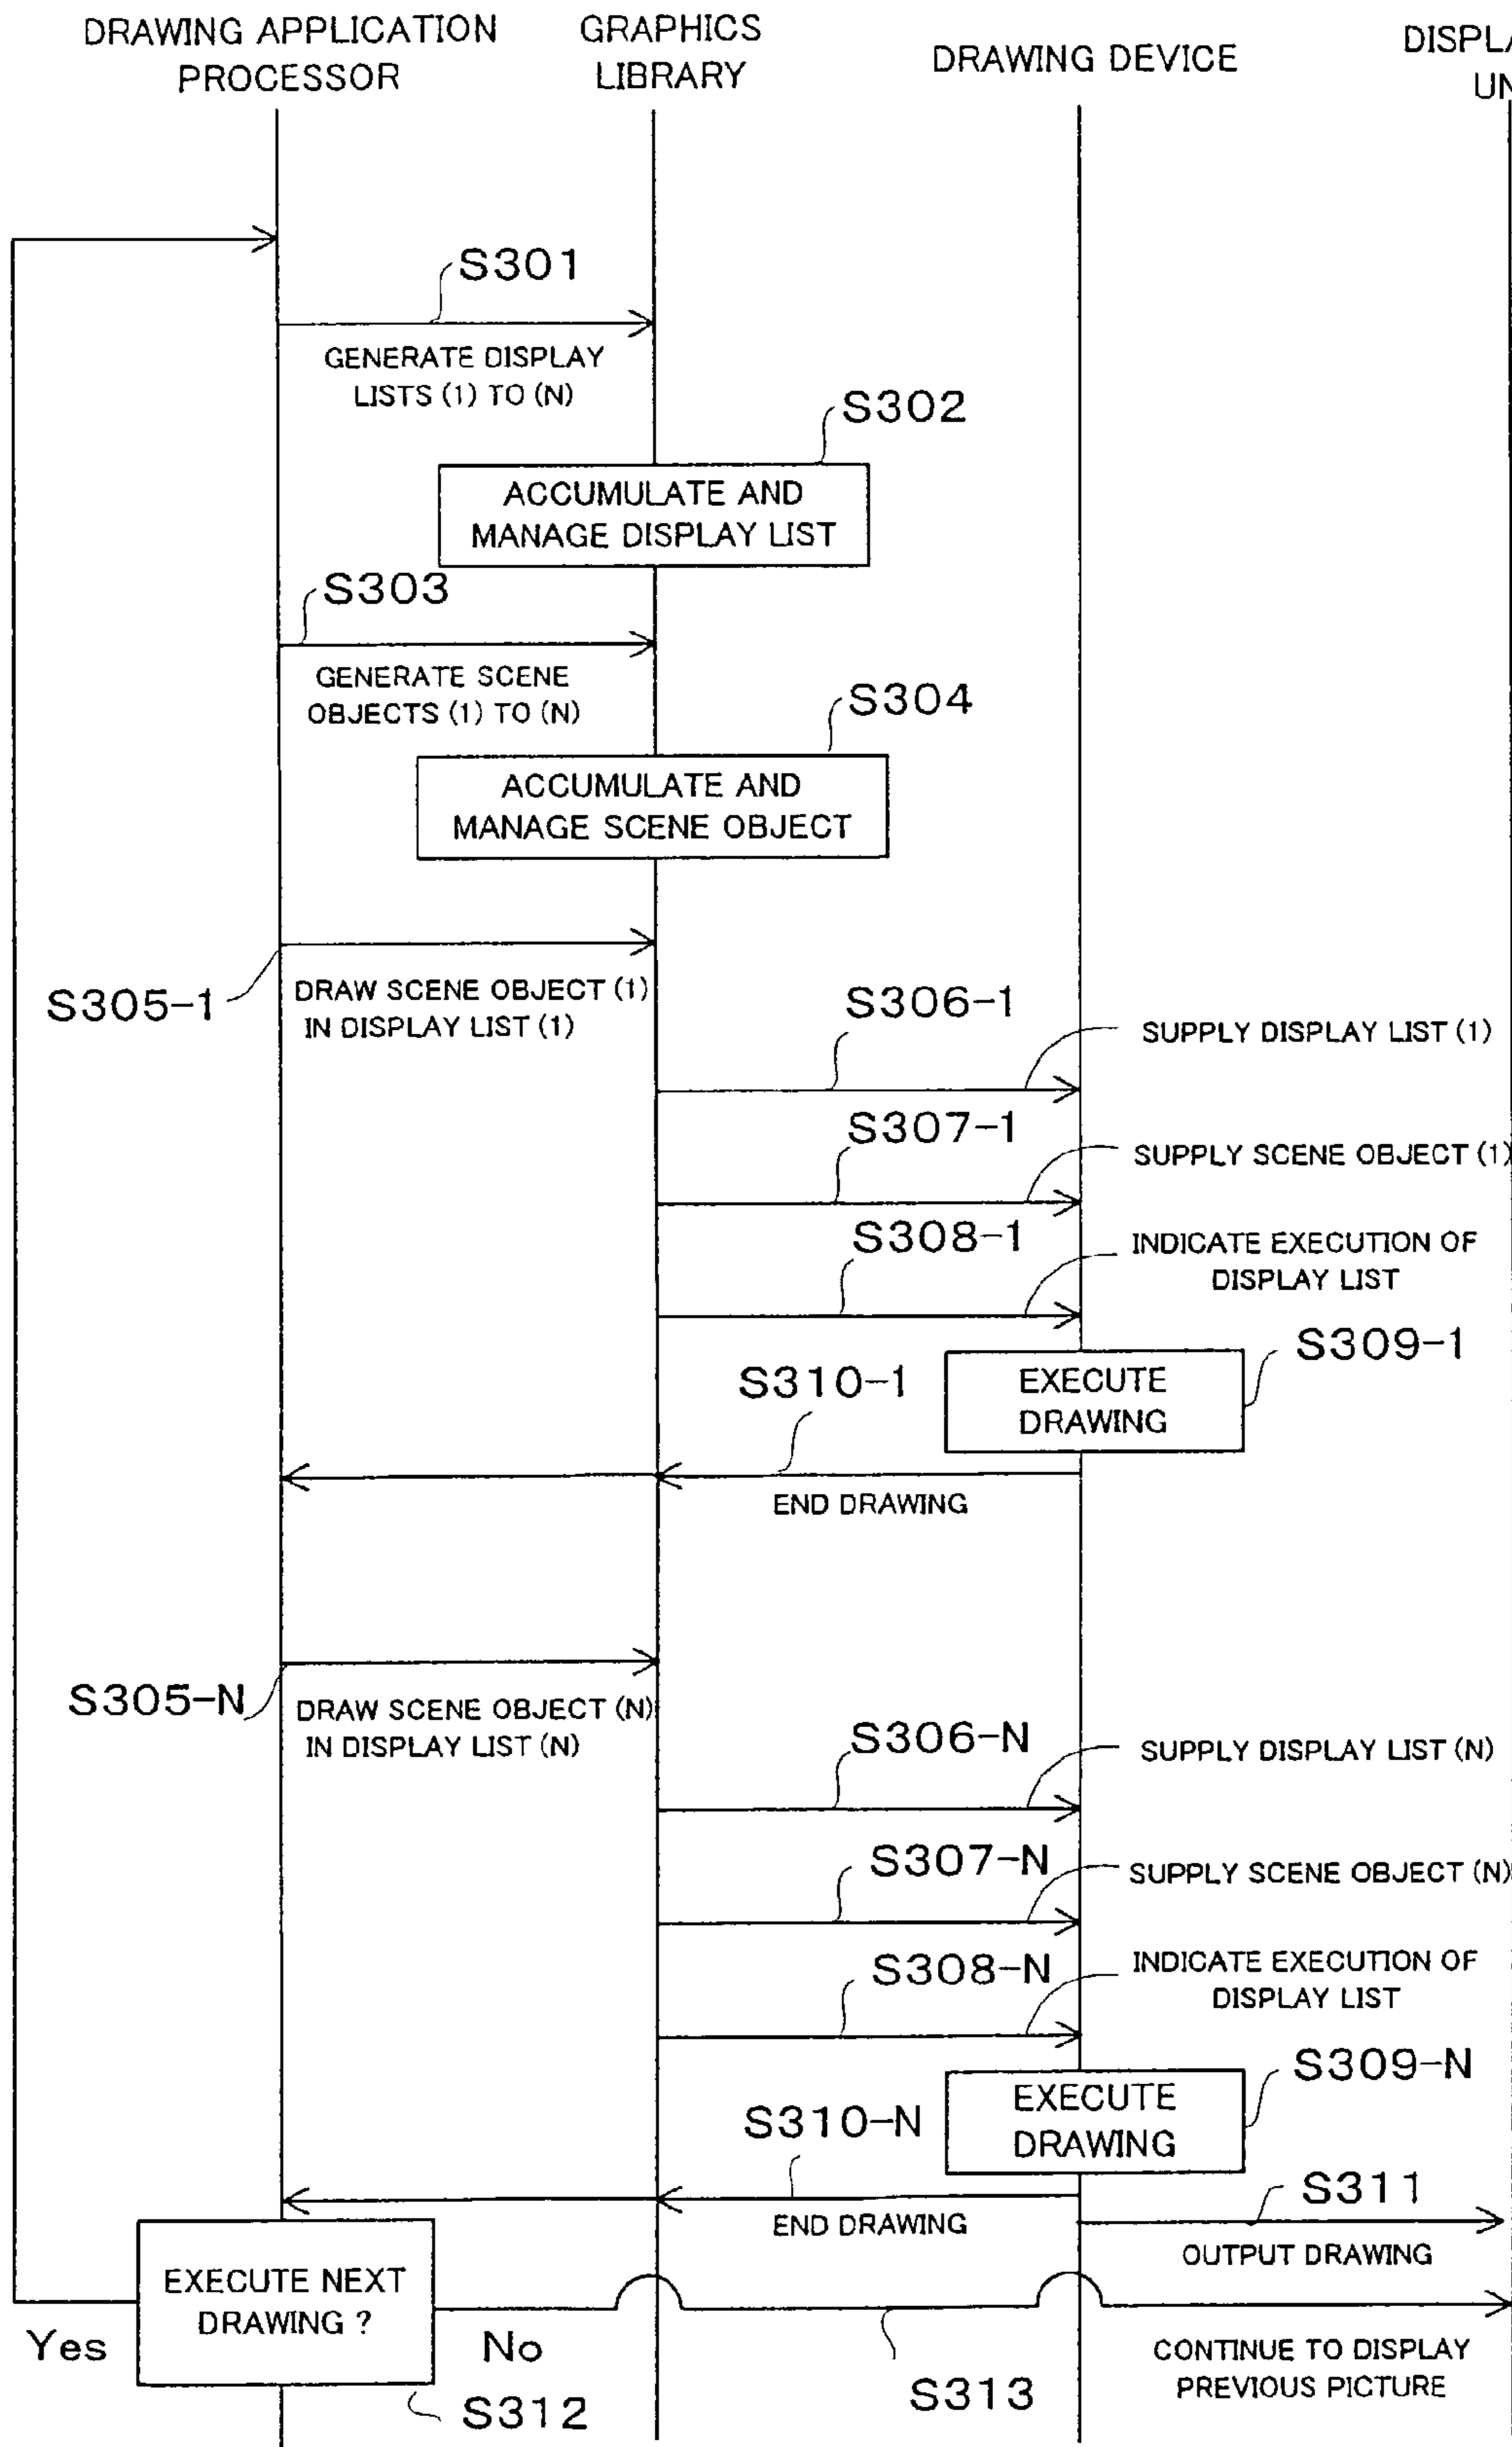 DRAWING APPLICATION
PROCESSOR
GRAPHICS
LIBRARY
DRAWING DEVICE
S301
GENERATE DISPLAY
LISTS (1) TO (N)
S302
ACCUMULATE AND
MANAGE DISPLAY LIST
S303
GENERATE SCENE
OBJECTS (1) TO (N)
S304
ACCUMULATE AND
MANAGE SCENE OBJECT
S305-1
DRAW SCENE OBJECT (1)
IN DISPLAY LIST (1)
S306-1
SUPPLY DISPLAY LIST (1)
S307-1
SUPPLY SCENE OBJECT (1)
S308-1
INDICATE EXECUTION OF
DISPLAY LIST
S309-1
EXECUTE
DRAWING
S310-1
END DRAWING
S305-N
DRAW SCENE OBJECT (N)
IN DISPLAY LIST (N)
S306-N
SUPPLY DISPLAY LIST (N)
S307-N
SUPPLY SCENE OBJECT (N)
S308-N
INDICATE EXECUTION OF
DISPLAY LIST
S309-N
EXECUTE
DRAWING
S310-N
END DRAWING
S311
OUTPUT DRAWING
EXECUTE NEXT
DRAWING ?
Yes
No
S312
S313
CONTINUE TO DISPLAY
PREVIOUS PICTURE